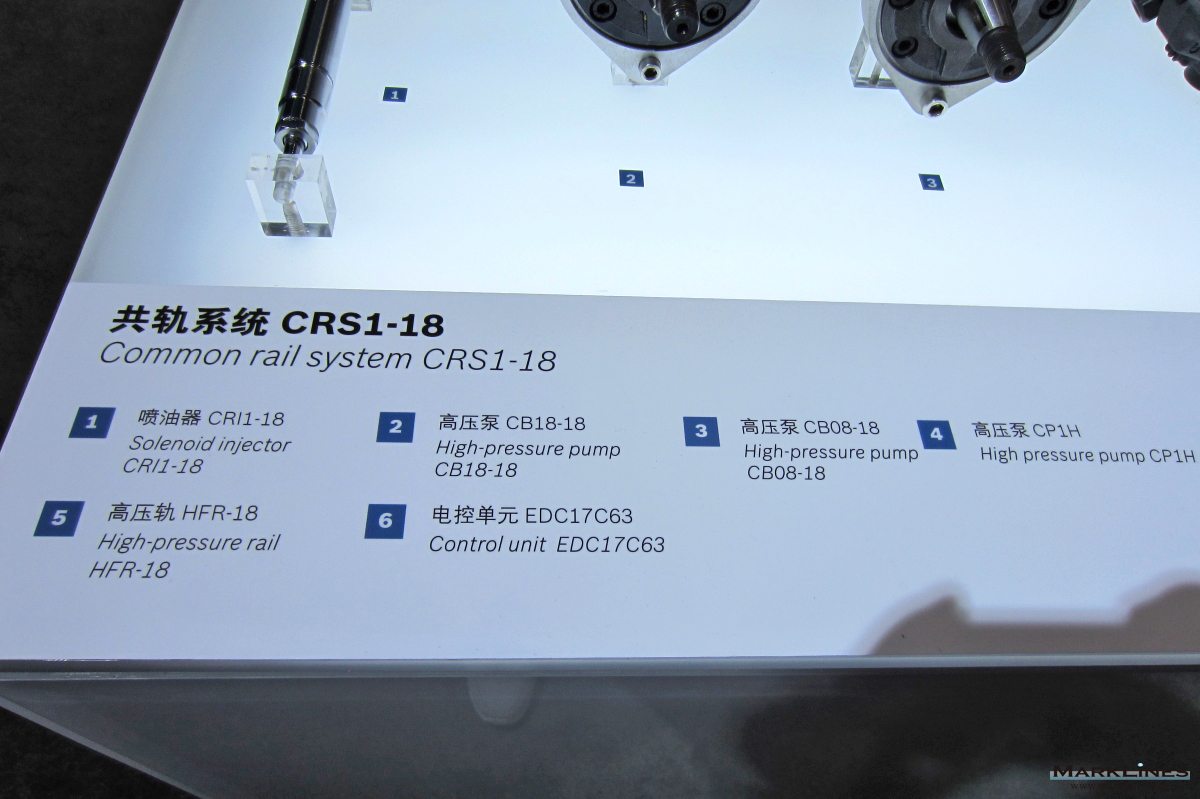 1
2
3
共轨系统 CRS1-18
Common rail system CRS1-18
1 喷油器 CRI1-18
Solenoid injector
CRI1-18
2 高压泵 CB18-18
High-pressure pump
CB18-18
3 高压泵 CB08-18
High-pressure pump
CB08-18
4 高压泵 CP1H
High pressure pump CP1H
5 高压轨 HFR-18
High-pressure rail
HFR-18
6 电控单元 EDC17C63
Control unit EDC17C63
MARKLINES